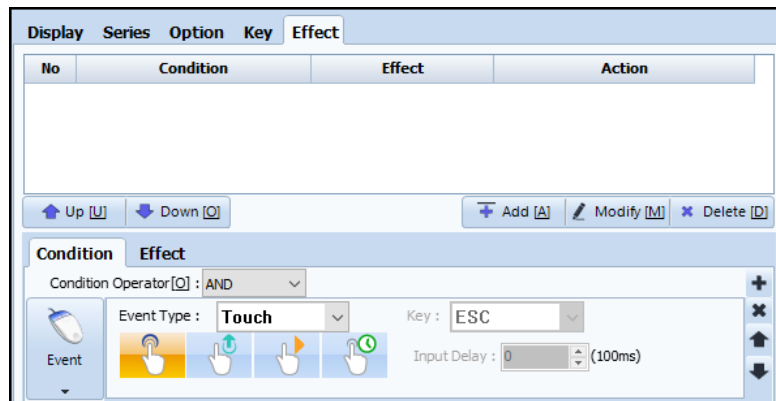 Display Series Option Key Effect
No Condition Effect Action
Up [U] Down [O] Add [A] Modify [M] Delete [D]
Condition Effect
Condition Operator[O] : AND
Event Type : Touch Key : ESC
Event Input Delay : 0 (100ms)